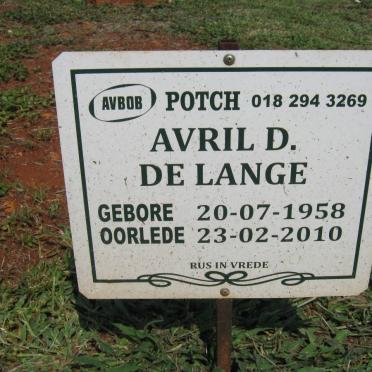 AVBOB POTCH 018 294 3269
AVRIL D.
DE LANGE
GEBORE 20-07-1958
OORLEDE 23-02-2010
RUS IN VREDE